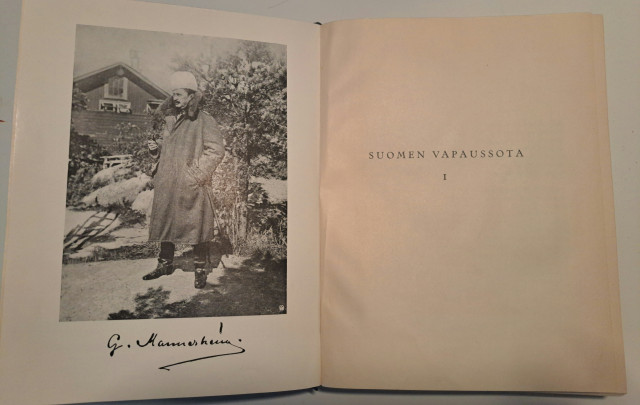 G. Mannerheim.
SUOMEN VAPAUSSOTA
I